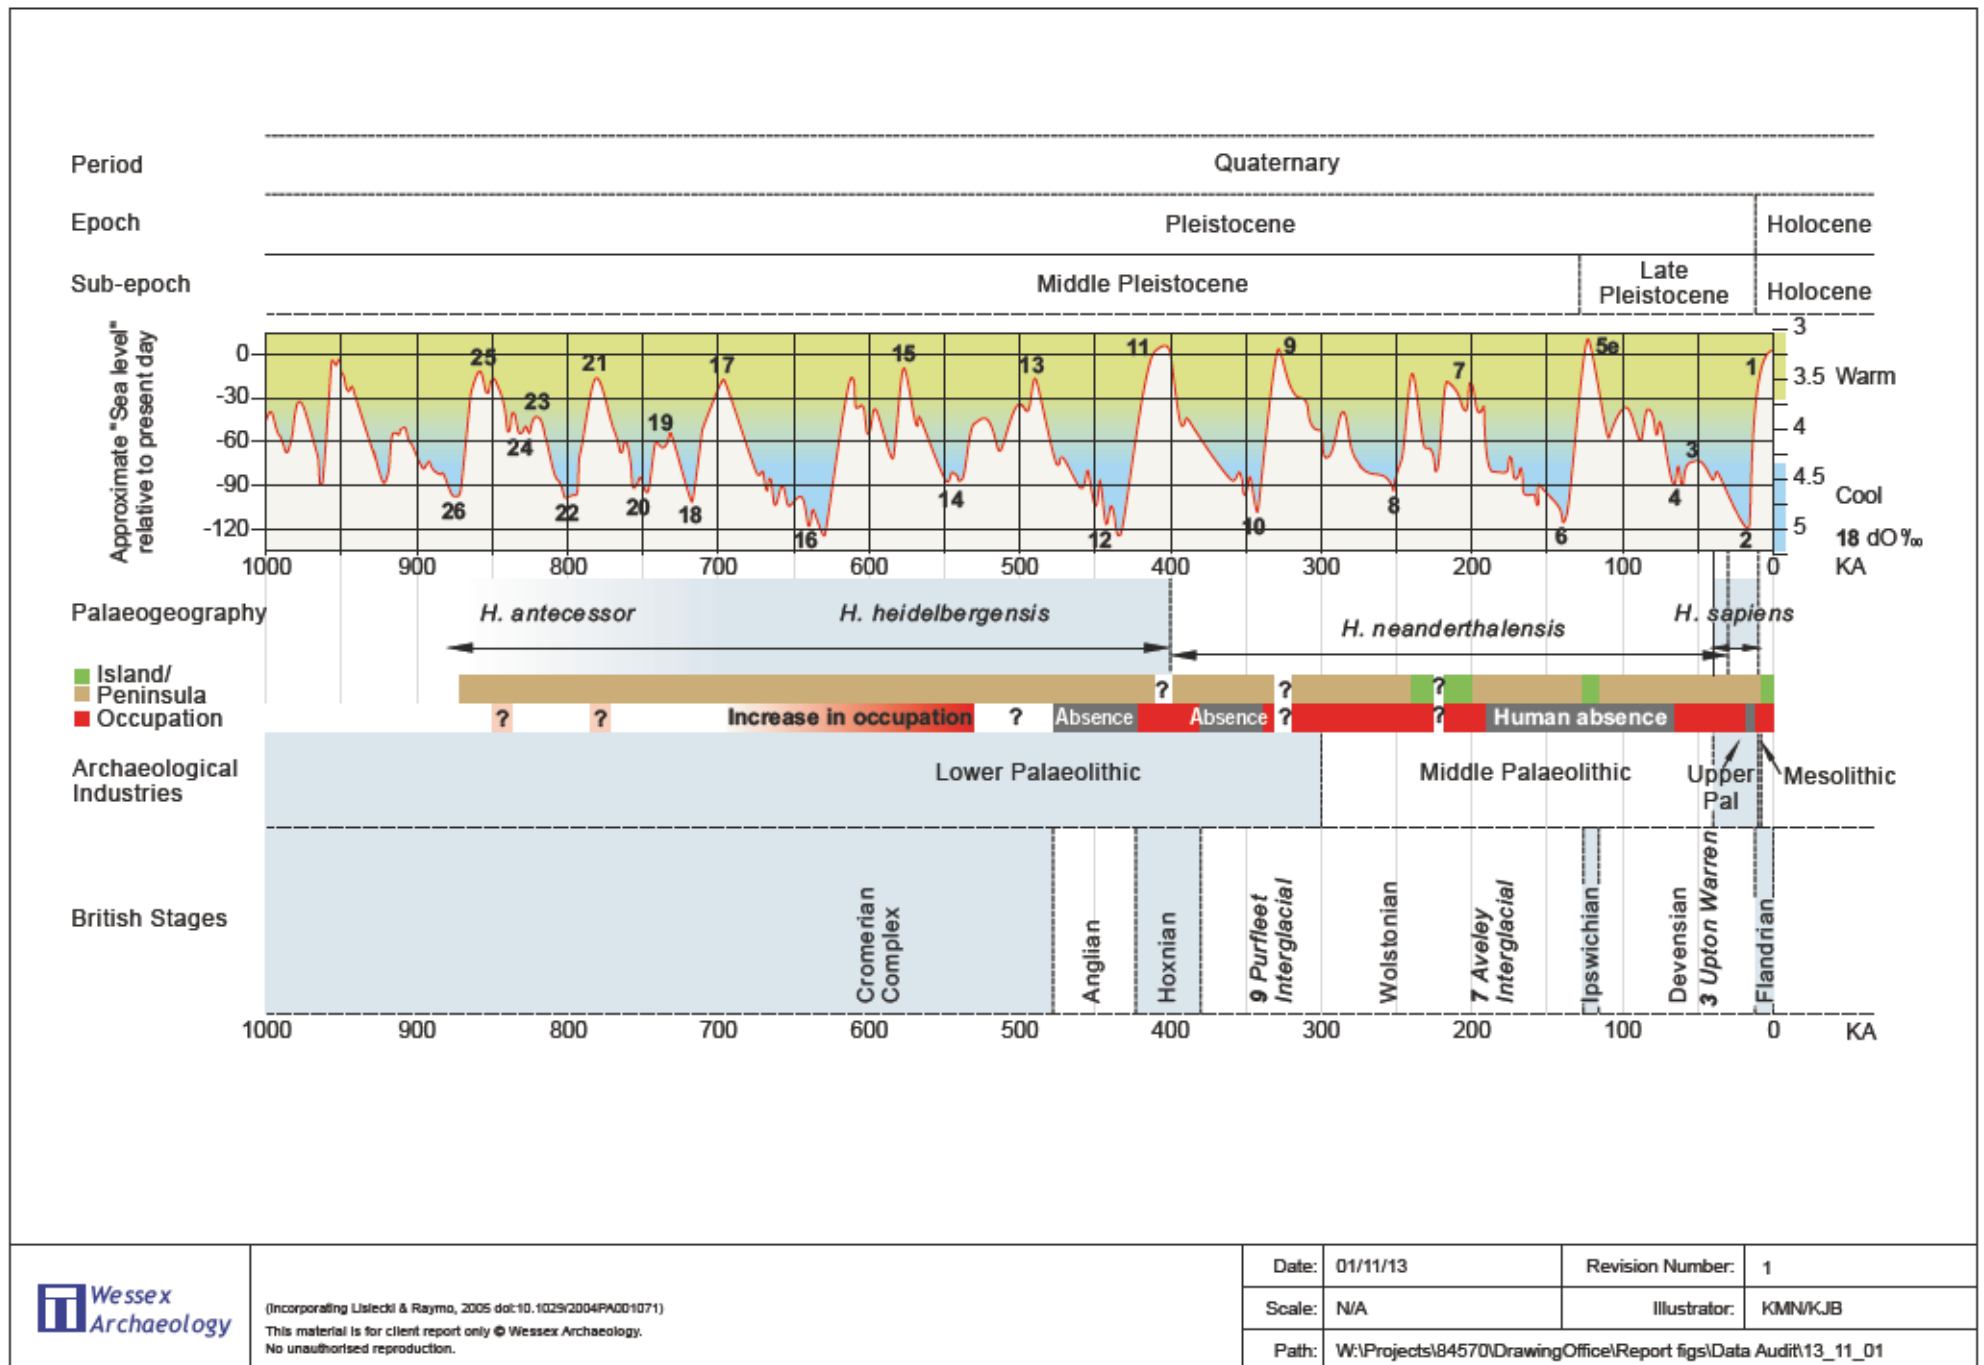 Period
Quaternary
Epoch
Pleistocene
Holocene
Sub-epoch
Middle Pleistocene
Late
Pleistocene
Holocene
Approximate "Sea level"
relative to present day
0
-30
-60
-90
-120
25
26
24
23
22
21
20
19
18
17
16
15
14
13
12
11
10
9
8
7
6
5e
4
3
2
1
3
3.5
4
4.5
5
Warm
Cool
18 dO‰
1000 900 800 700 600 500 400 300 200 100 0 KA
Palaeogeography
H. antecessor
H. heidelbergensis
H. neanderthalensis
H. sapiens
Island/
Peninsula
? ? ?
Occupation
? ? Increase in occupation ? Absence Absence ? ? Human absence
Archaeological
Industries
Lower Palaeolithic
Middle Palaeolithic
Upper
Pal
Mesolithic
British Stages
Cromerian
Complex
Anglian
Hoxnian
9 Purfleet
Interglacial
Wolstonian
7 Aveley
Interglacial
Ipswichian
Devensian
3 Upton Warren
Flandrian
1000 900 800 700 600 500 400 300 200 100 0 KA
Wessex
Archaeology
(Incorporating Lisiecki & Raymo, 2005 doi:10.1029/2004PA001071)
This material is for client report only © Wessex Archaeology.
No unauthorised reproduction.
Date: 01/11/13 Revision Number: 1
Scale: N/A Illustrator: KMN/KJB
Path: W:\Projects\84570\DrawingOffice\Report figs\Data Audit\13_11_01